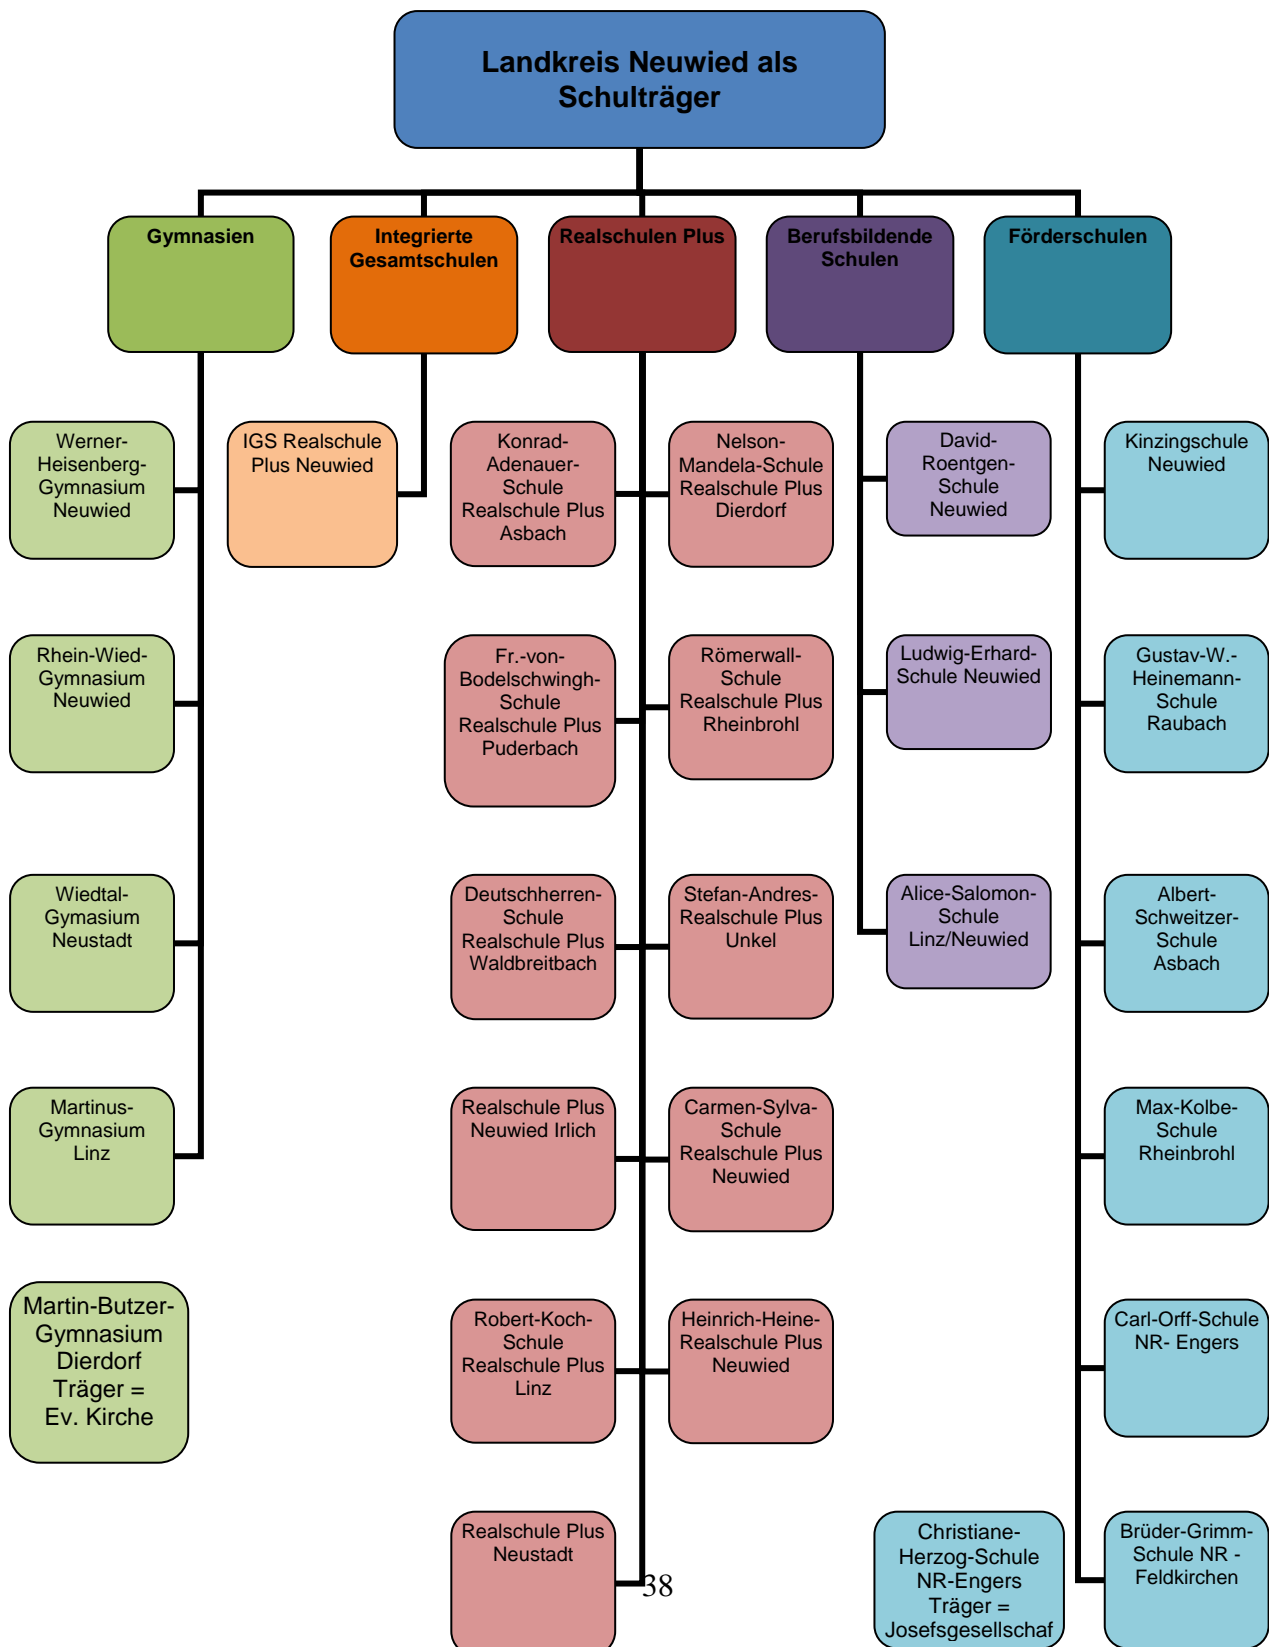 Landkreis Neuwied als
Schulträger
Gymnasien
Integrierte
Gesamtschulen
Realschulen Plus
Berufsbildende
Schulen
Förderschulen
Werner-
Heisenberg-
Gymnasium
Neuwied
IGS Realschule
Plus Neuwied
Konrad-
Adenauer-
Schule
Realschule Plus
Asbach
Nelson-
Mandela-Schule
Realschule Plus
Dierdorf
David-
Roentgen-
Schule
Neuwied
Kinzingschule
Neuwied
Rhein-Wied-
Gymnasium
Neuwied
Fr.-von-
Bodelschwingh-
Schule
Realschule Plus
Puderbach
Römerwall-
Schule
Realschule Plus
Rheinbrohl
Ludwig-Erhard-
Schule Neuwied
Gustav-W.-
Heinemann-
Schule
Raubach
Wiedtal-
Gymasium
Neustadt
Deutschherren-
Schule
Realschule Plus
Waldbreitbach
Stefan-Andres-
Realschule Plus
Unkel
Alice-Salomon-
Schule
Linz/Neuwied
Albert-
Schweitzer-
Schule
Asbach
Martinus-
Gymnasium
Linz
Realschule Plus
Neuwied Irlich
Carmen-Sylva-
Schule
Realschule Plus
Neuwied
Max-Kolbe-
Schule
Rheinbrohl
Martin-Butzer-
Gymnasium
Dierdorf
Träger =
Ev. Kirche
Robert-Koch-
Schule
Realschule Plus
Linz
Heinrich-Heine-
Realschule Plus
Neuwied
Carl-Orff-Schule
NR- Engers
Realschule Plus
Neustadt
Christiane-
Herzog-Schule
NR-Engers
Träger =
Josefsgesellschaf
Brüder-Grimm-
Schule NR -
Feldkirchen
38